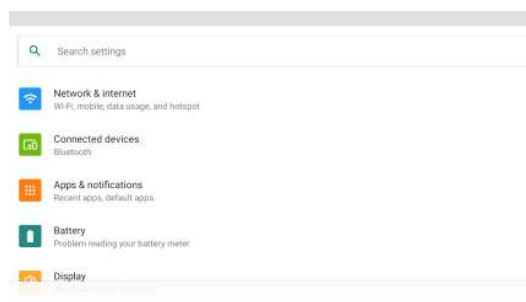 Search settings
Network & internet
Wi-Fi, mobile, data usage, and hotspot
Connected devices
Bluetooth
Apps & notifications
Recent apps, default apps
Battery
Problem reading your battery meter
Display